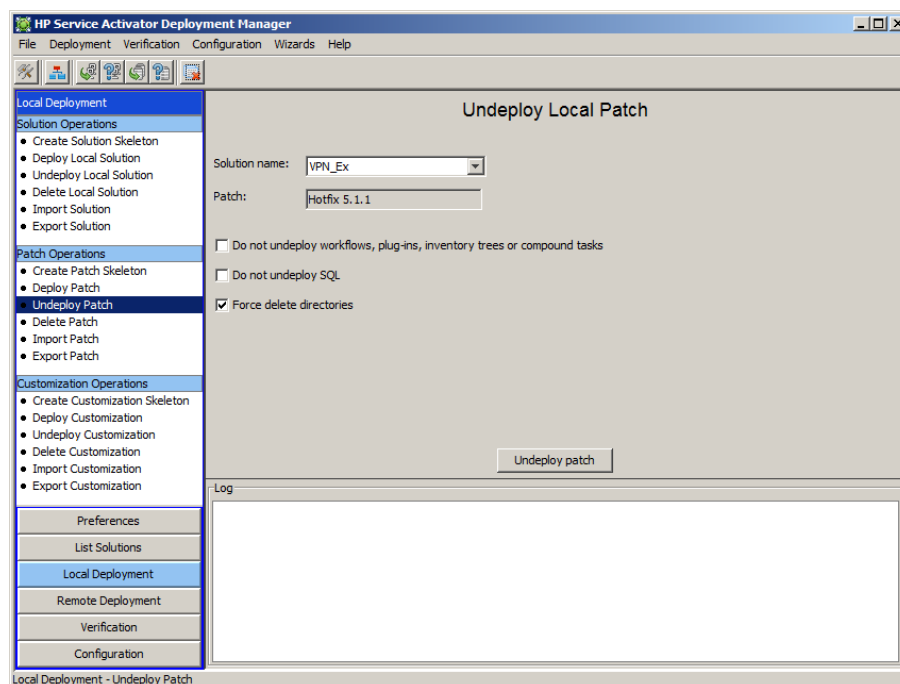 HP Service Activator Deployment Manager
File Deployment Verification Configuration Wizards Help
Local Deployment
Solution Operations
Create Solution Skeleton
Deploy Local Solution
Undeploy Local Solution
Delete Local Solution
Import Solution
Export Solution
Patch Operations
Create Patch Skeleton
Deploy Patch
Undeploy Patch
Delete Patch
Import Patch
Export Patch
Customization Operations
Create Customization Skeleton
Deploy Customization
Undeploy Customization
Delete Customization
Import Customization
Export Customization
Preferences
List Solutions
Local Deployment
Remote Deployment
Verification
Configuration
Undeploy Local Patch
Solution name: VPN_Ex
Patch: Hotfix 5.1.1
Do not undeploy workflows, plug-ins, inventory trees or compound tasks
Do not undeploy SQL
Force delete directories
Undeploy patch
Log
Local Deployment - Undeploy Patch